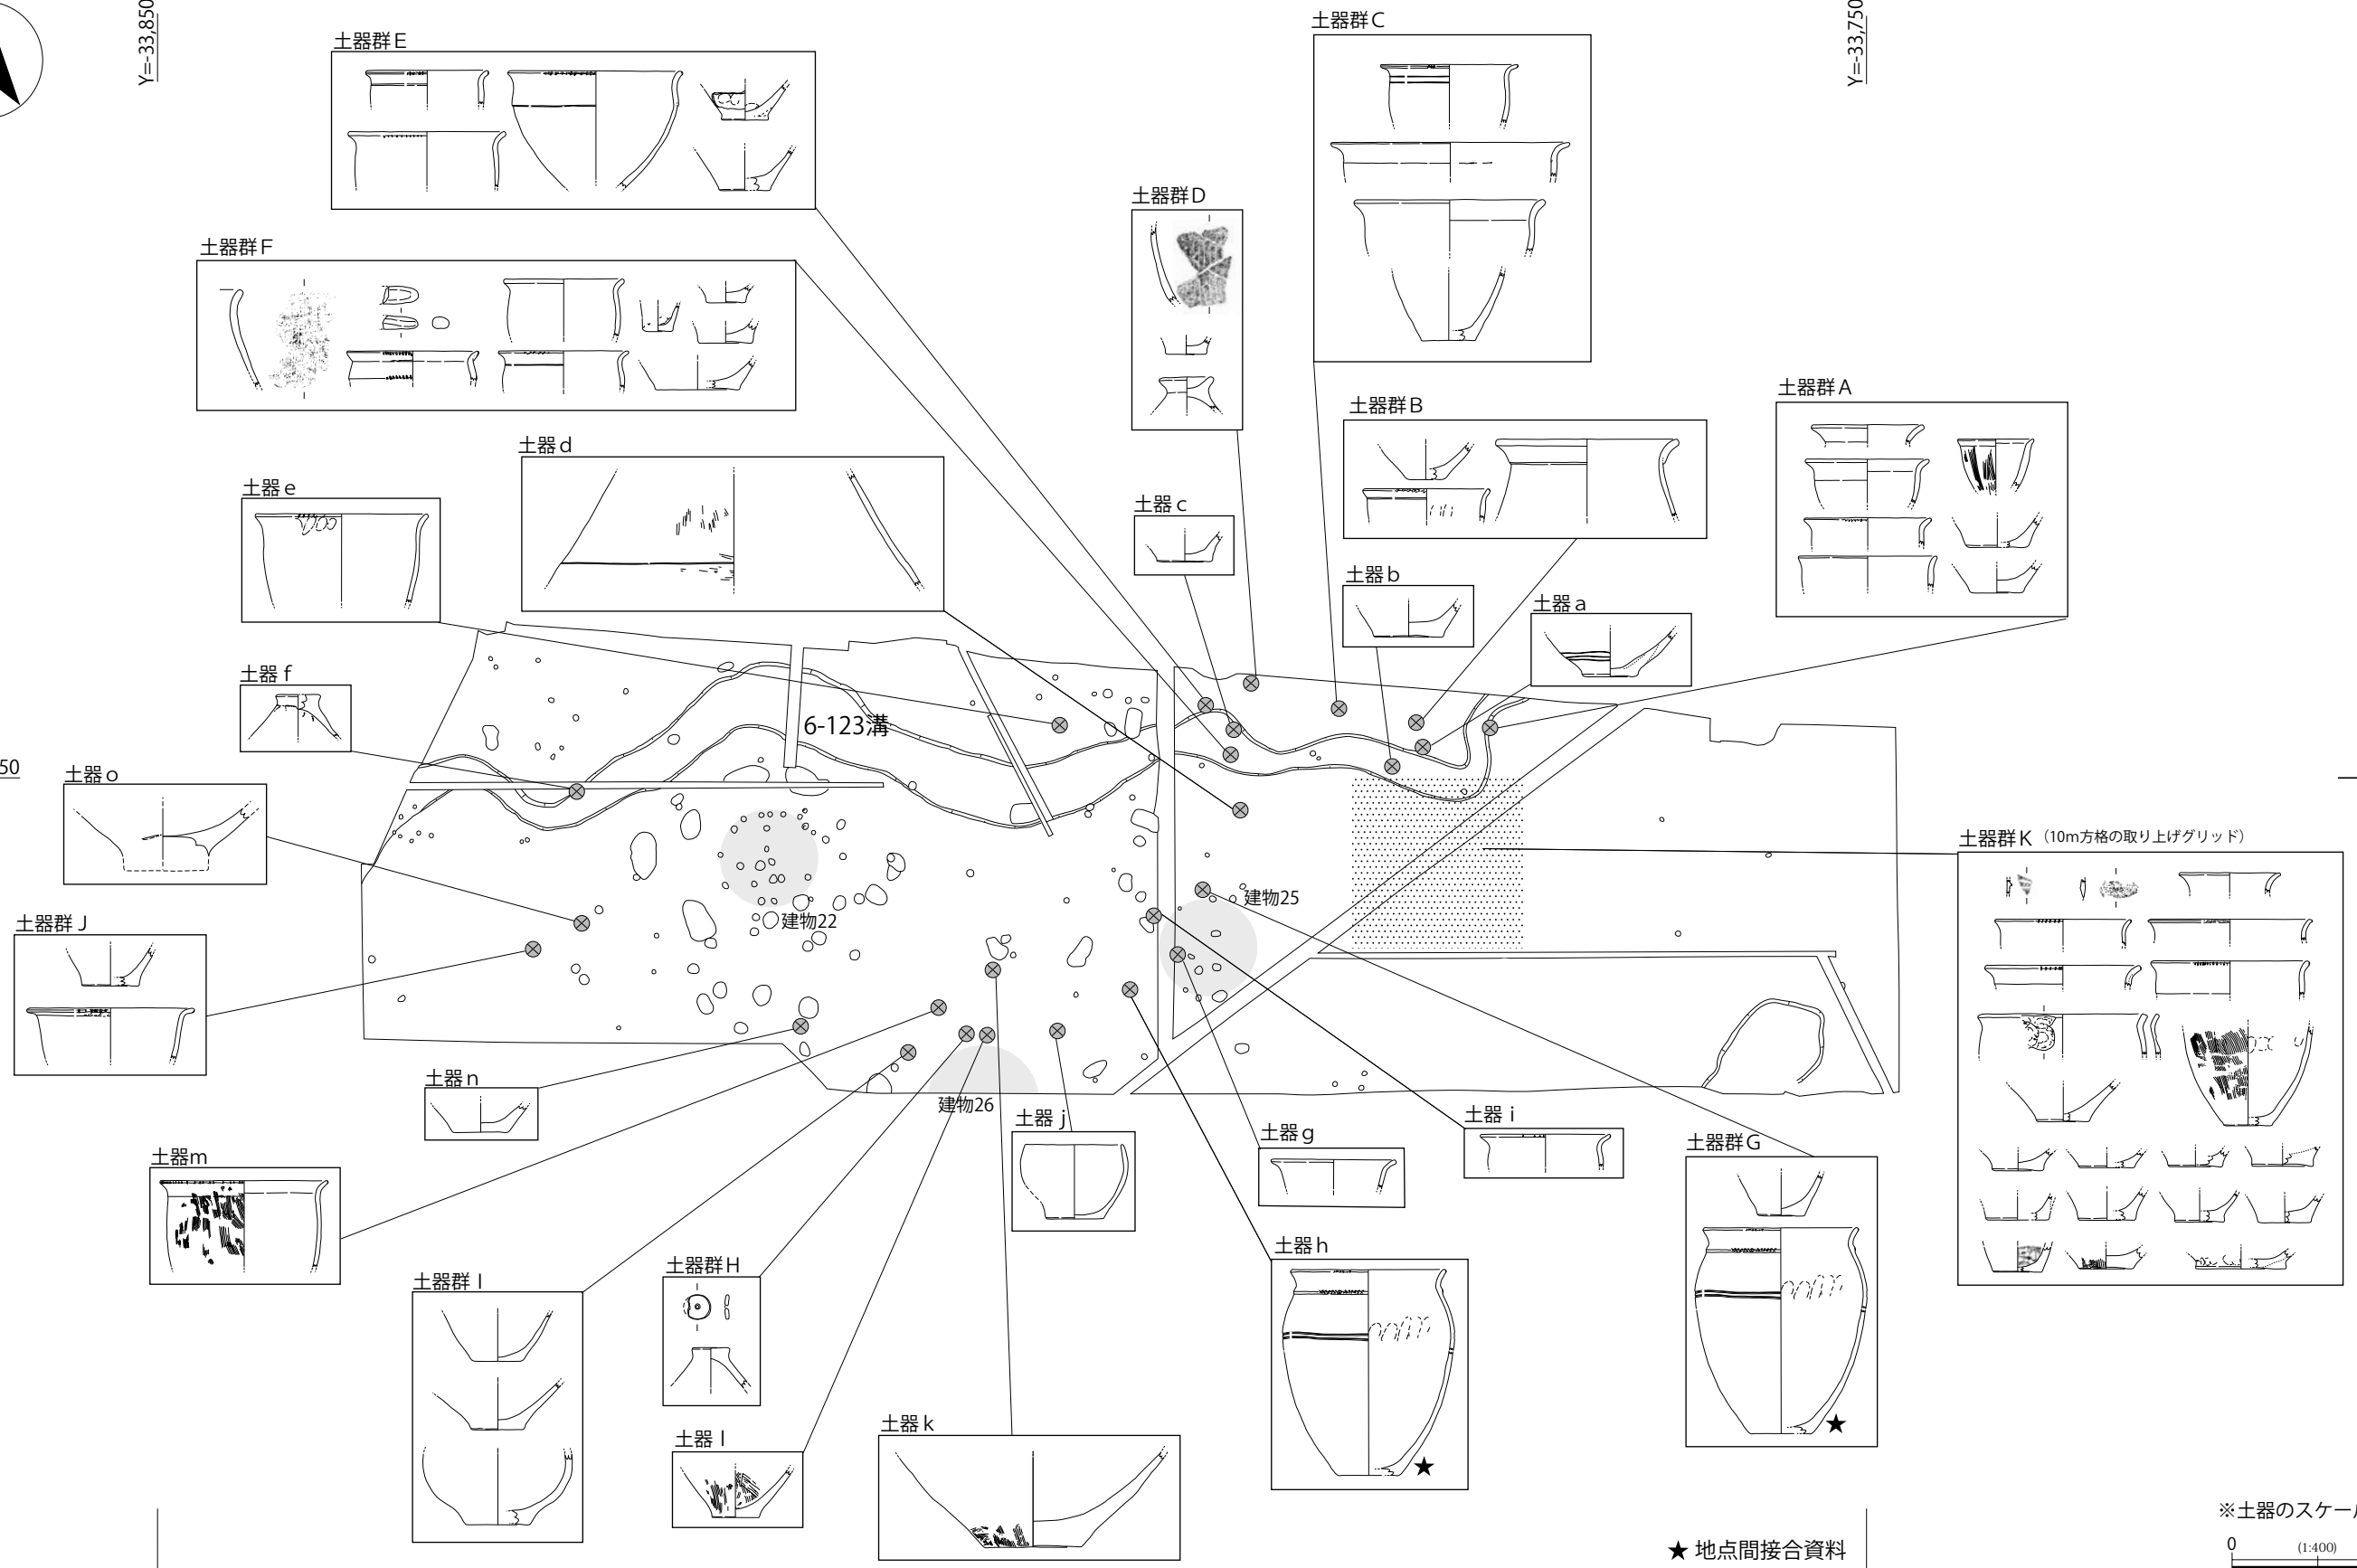 Y=-33,850
Y=-33,750
土器群C
土器群E
土器群D
土器群F
土器群A
土器群B
土器d
土器e
土器c
土器b
土器a
土器f
6-123溝
50
土器o
土器群K（10m方格の取り上げグリッド）
建物25
土器群J
建物22
土器n
建物26
土器j
土器i
土器g
土器群G
土器m
土器h
土器群H
土器群I
土器k
土器l
★
★
※土器のスケール
★ 地点間接合資料
0
(1:400)